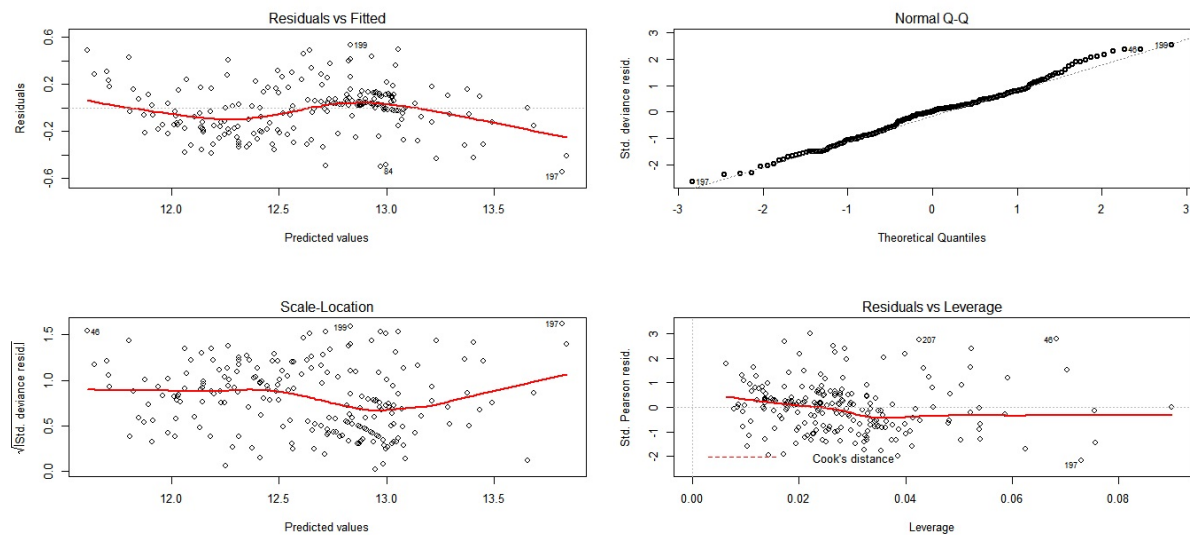 Residuals vs Fitted
Residuals
0.6
0.2
-0.2
-0.6
199
84
197
12.0 12.5 13.0 13.5
Predicted values
Normal Q-Q
Std. deviance resid.
3
2
1
0
-1
-2
46
199
197
-3 -2 -1 0 1 2 3
Theoretical Quantiles
Scale-Location
√|Std. deviance resid.|
1.5
1.0
0.5
0.0
46
199
197
12.0 12.5 13.0 13.5
Predicted values
Residuals vs Leverage
Std. Pearson resid.
3
2
1
0
-1
-2
207
46
197
Cook's distance
0.00 0.02 0.04 0.06 0.08
Leverage